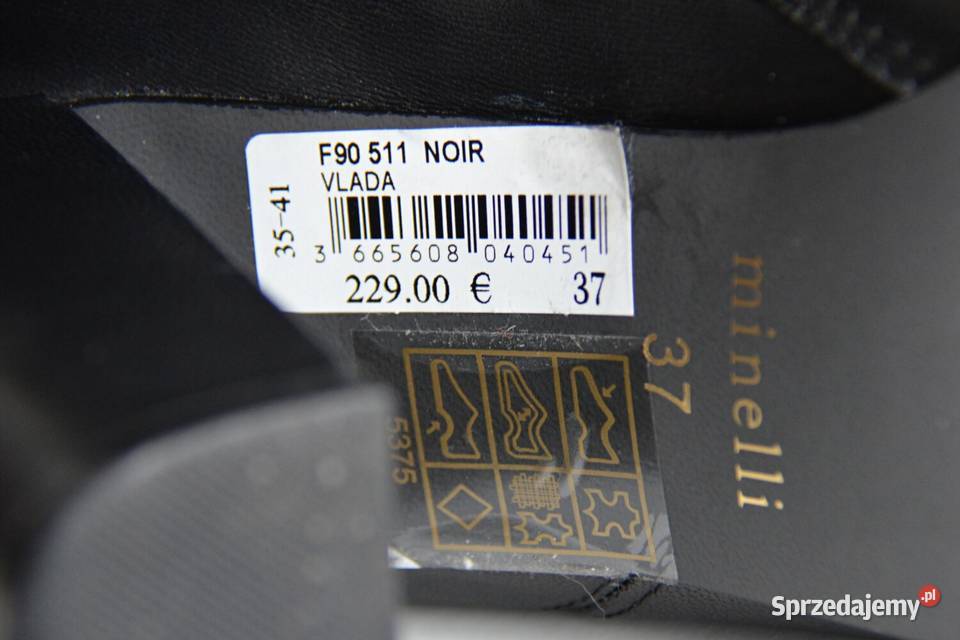 F90 511 NOIR
VLADA
35-41
3 665608 040451
229.00 €
37
minelli
37
5375
Sprzedajemy.pl